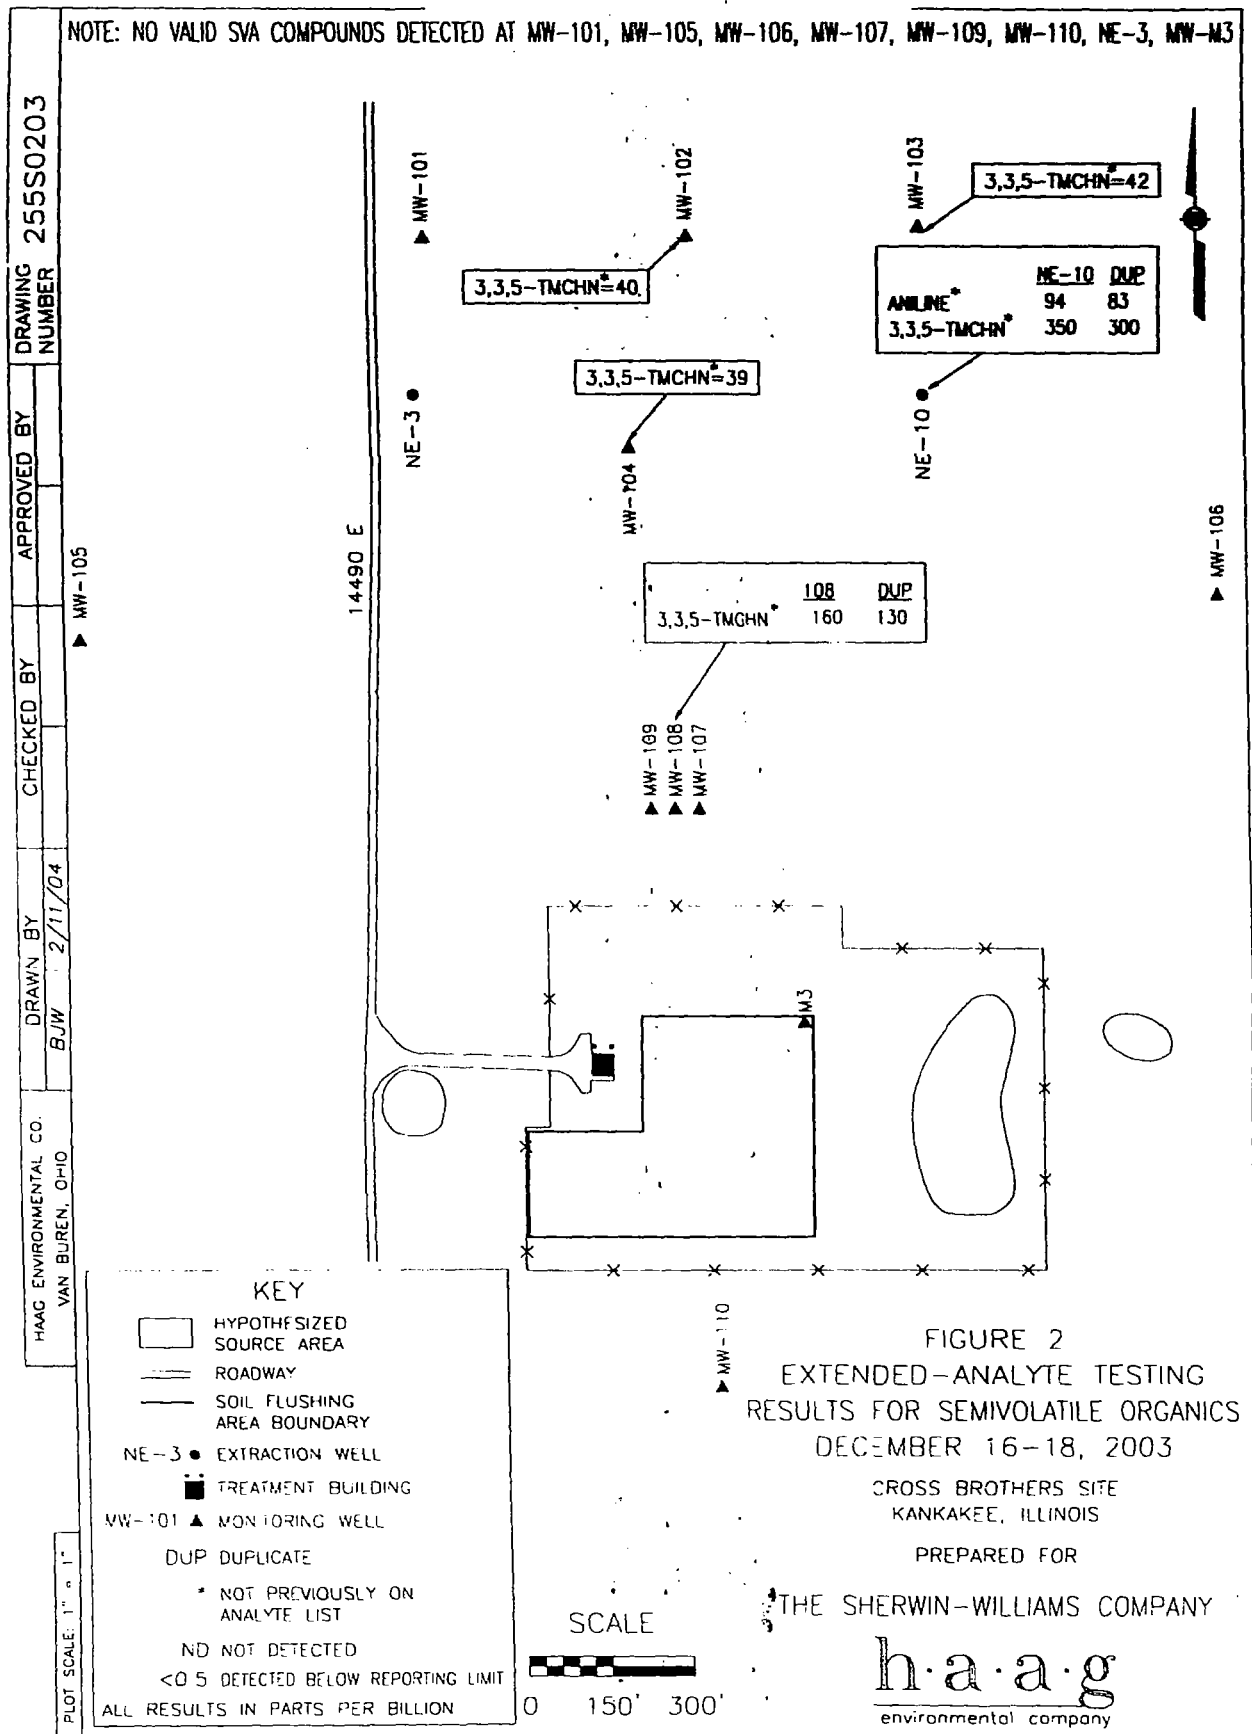 NOTE: NO VALID SVA COMPOUNDS DETECTED AT MW-101, MW-105, MW-106, MW-107, MW-109, MW-110, NE-3, MW-M3
DRAWING NUMBER
255S0203
APPROVED BY
CHECKED BY
DRAWN BY
BJW 2/11/04
HAAG ENVIRONMENTAL CO.
VAN BUREN, OHIO
PLOT SCALE: 1" = 1"
MW-101
MW-102
MW-103
3,3,5-TMCHN*=42
3,3,5-TMCHN*=40
NE-10 DUP
ANILINE* 94 83
3,3,5-TMCHN* 350 300
3,3,5-TMCHN*=39
NE-3
MW-104
NE-10
14490 E
MW-105
MW-106
108 DUP
3,3,5-TMGHN* 160 130
MW-109
MW-108
MW-107
M3
MW-110
KEY
HYPOTHESIZED
SOURCE AREA
ROADWAY
SOIL FLUSHING
AREA BOUNDARY
NE-3 EXTRACTION WELL
TREATMENT BUILDING
MW-101 MONITORING WELL
DUP DUPLICATE
* NOT PREVIOUSLY ON
ANALYTE LIST
ND NOT DETECTED
<0.5 DETECTED BELOW REPORTING LIMIT
ALL RESULTS IN PARTS PER BILLION
SCALE
0 150' 300'
FIGURE 2
EXTENDED-ANALYTE TESTING
RESULTS FOR SEMIVOLATILE ORGANICS
DECEMBER 16-18, 2003
CROSS BROTHERS SITE
KANKAKEE, ILLINOIS
PREPARED FOR
THE SHERWIN-WILLIAMS COMPANY
h·a·a·g
environmental company